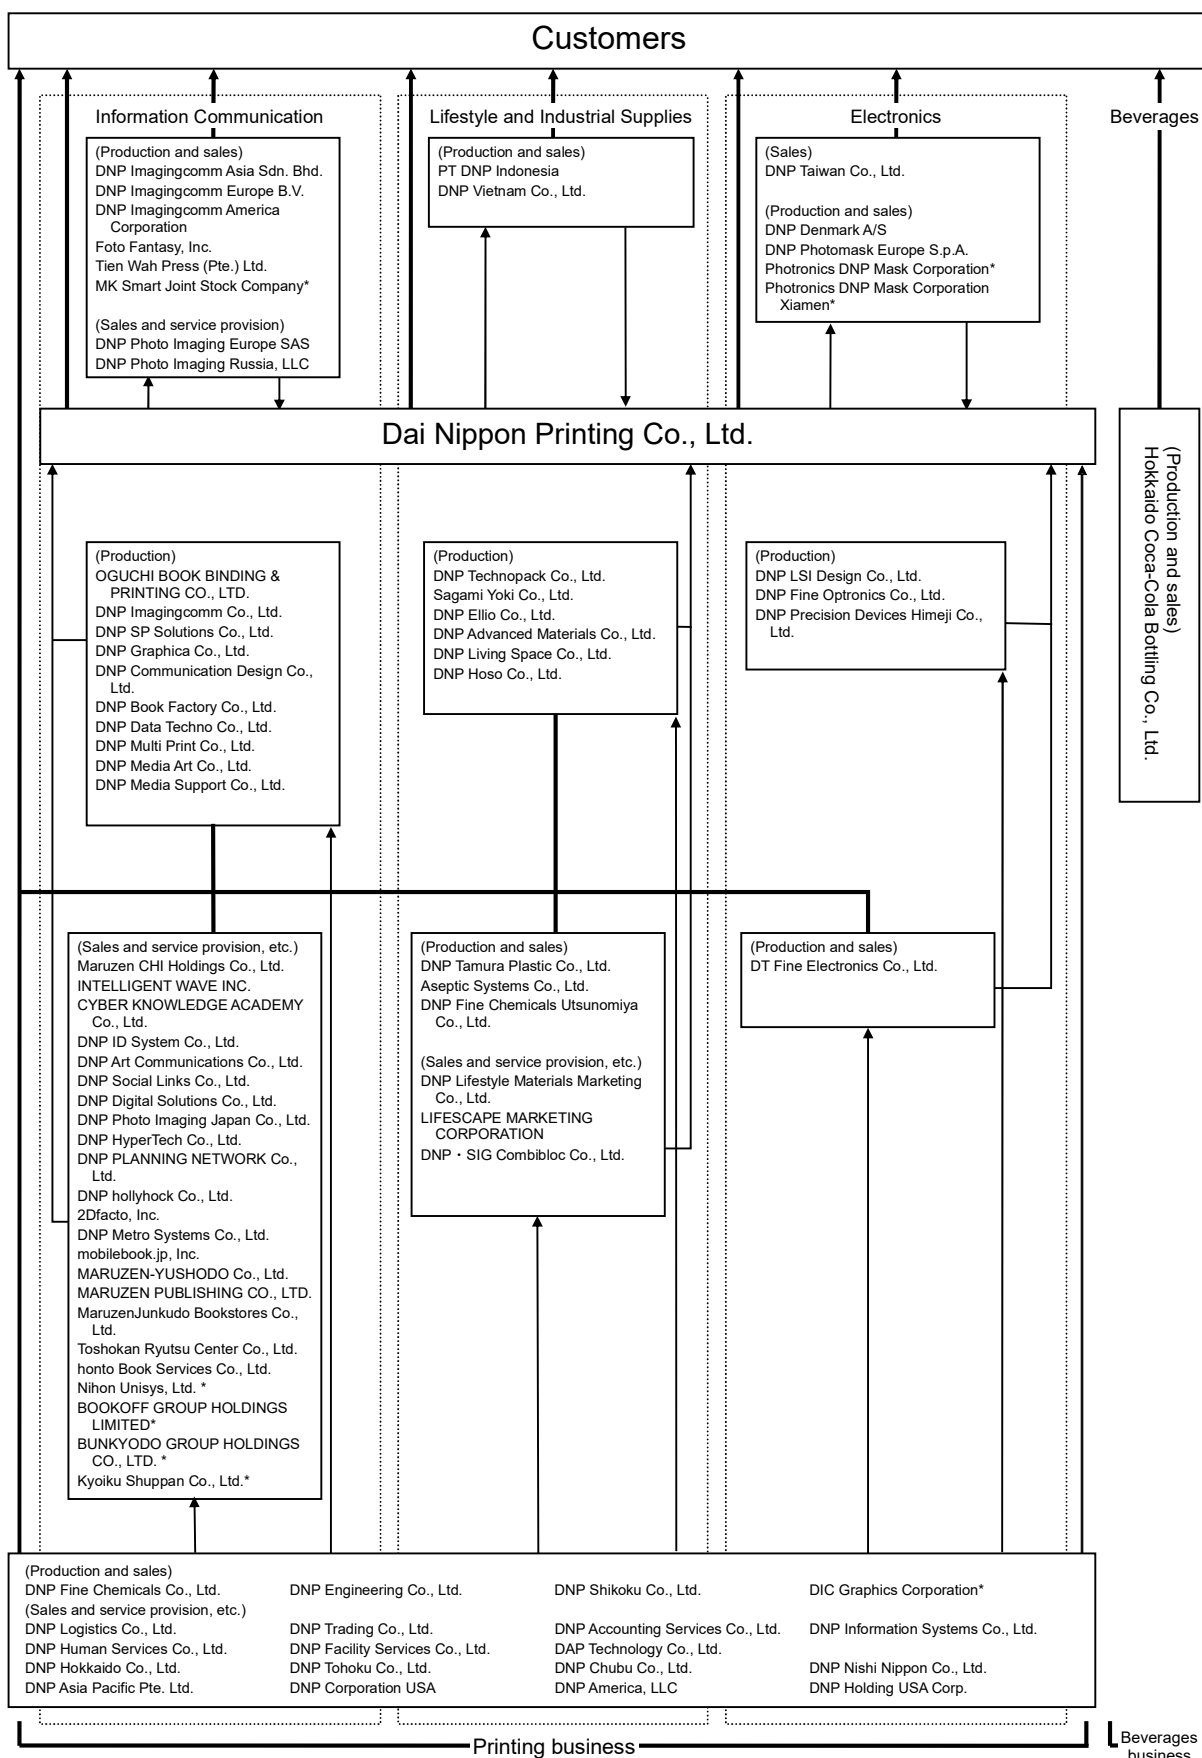 Customers
Information Communication
(Production and sales)
DNP Imagingcomm Asia Sdn. Bhd.
DNP Imagingcomm Europe B.V.
DNP Imagingcomm America
Corporation
Foto Fantasy, Inc.
Tien Wah Press (Pte.) Ltd.
MK Smart Joint Stock Company*
(Sales and service provision)
DNP Photo Imaging Europe SAS
DNP Photo Imaging Russia, LLC
Lifestyle and Industrial Supplies
(Production and sales)
PT DNP Indonesia
DNP Vietnam Co., Ltd.
Electronics
(Sales)
DNP Taiwan Co., Ltd.
(Production and sales)
DNP Denmark A/S
DNP Photomask Europe S.p.A.
Photronics DNP Mask Corporation*
Photronics DNP Mask Corporation
Xiamen*
Beverages
Dai Nippon Printing Co., Ltd.
(Production and sales)
Hokkaido Coca-Cola Bottling Co., Ltd.
(Production)
OGUCHI BOOK BINDING &
PRINTING CO., LTD.
DNP Imagingcomm Co., Ltd.
DNP SP Solutions Co., Ltd.
DNP Graphica Co., Ltd.
DNP Communication Design Co.,
Ltd.
DNP Book Factory Co., Ltd.
DNP Data Techno Co., Ltd.
DNP Multi Print Co., Ltd.
DNP Media Art Co., Ltd.
DNP Media Support Co., Ltd.
(Production)
DNP Technopack Co., Ltd.
Sagami Yoki Co., Ltd.
DNP Ellio Co., Ltd.
DNP Advanced Materials Co., Ltd.
DNP Living Space Co., Ltd.
DNP Hoso Co., Ltd.
(Production)
DNP LSI Design Co., Ltd.
DNP Fine Optronics Co., Ltd.
DNP Precision Devices Himeji Co.,
Ltd.
(Sales and service provision, etc.)
Maruzen CHI Holdings Co., Ltd.
INTELLIGENT WAVE INC.
CYBER KNOWLEDGE ACADEMY
Co., Ltd.
DNP ID System Co., Ltd.
DNP Art Communications Co., Ltd.
DNP Social Links Co., Ltd.
DNP Digital Solutions Co., Ltd.
DNP Photo Imaging Japan Co., Ltd.
DNP HyperTech Co., Ltd.
DNP PLANNING NETWORK Co.,
Ltd.
DNP hollyhock Co., Ltd.
2Dfacto, Inc.
DNP Metro Systems Co., Ltd.
mobilebook.jp, Inc.
MARUZEN-YUSHODO Co., Ltd.
MARUZEN PUBLISHING CO., LTD.
MaruzenJunkudo Bookstores Co.,
Ltd.
Toshokan Ryutsu Center Co., Ltd.
honto Book Services Co., Ltd.
Nihon Unisys, Ltd. *
BOOKOFF GROUP HOLDINGS
LIMITED*
BUNKYODO GROUP HOLDINGS
CO., LTD. *
Kyoiku Shuppan Co., Ltd.*
(Production and sales)
DNP Tamura Plastic Co., Ltd.
Aseptic Systems Co., Ltd.
DNP Fine Chemicals Utsunomiya
Co., Ltd.
(Sales and service provision, etc.)
DNP Lifestyle Materials Marketing
Co., Ltd.
LIFESCAPE MARKETING
CORPORATION
DNP・SIG Combibloc Co., Ltd.
(Production and sales)
DT Fine Electronics Co., Ltd.
(Production and sales)
DNP Fine Chemicals Co., Ltd. DNP Engineering Co., Ltd. DNP Shikoku Co., Ltd. DIC Graphics Corporation*
(Sales and service provision, etc.)
DNP Logistics Co., Ltd. DNP Trading Co., Ltd. DNP Accounting Services Co., Ltd. DNP Information Systems Co., Ltd.
DNP Human Services Co., Ltd. DNP Facility Services Co., Ltd. DAP Technology Co., Ltd.
DNP Hokkaido Co., Ltd. DNP Tohoku Co., Ltd. DNP Chubu Co., Ltd. DNP Nishi Nippon Co., Ltd.
DNP Asia Pacific Pte. Ltd. DNP Corporation USA DNP America, LLC DNP Holding USA Corp.
Printing business
Beverages
business